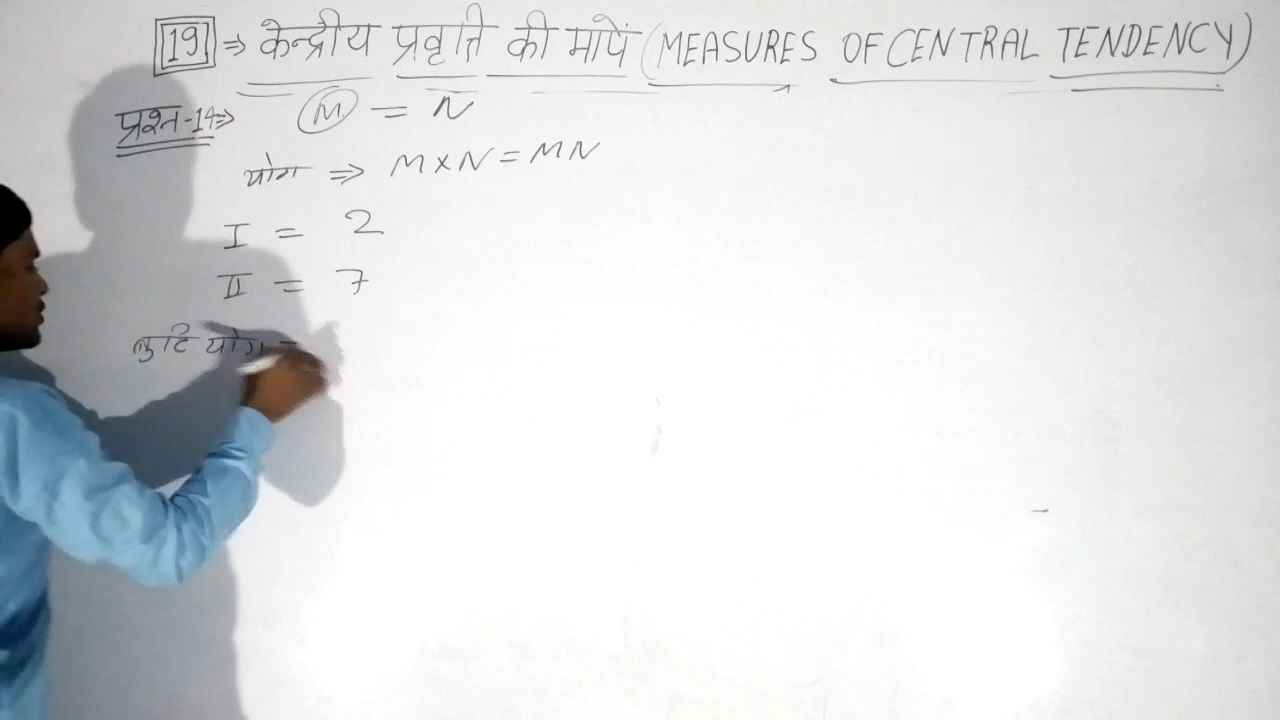 19 ⇒ केन्द्रीय प्रवृति की मापें (MEASURES OF CENTRAL TENDENCY)
प्रश्न-14⇒ M = N
योग ⇒ M×N = MN
I = 2
II = 7
त्रुटि योग =